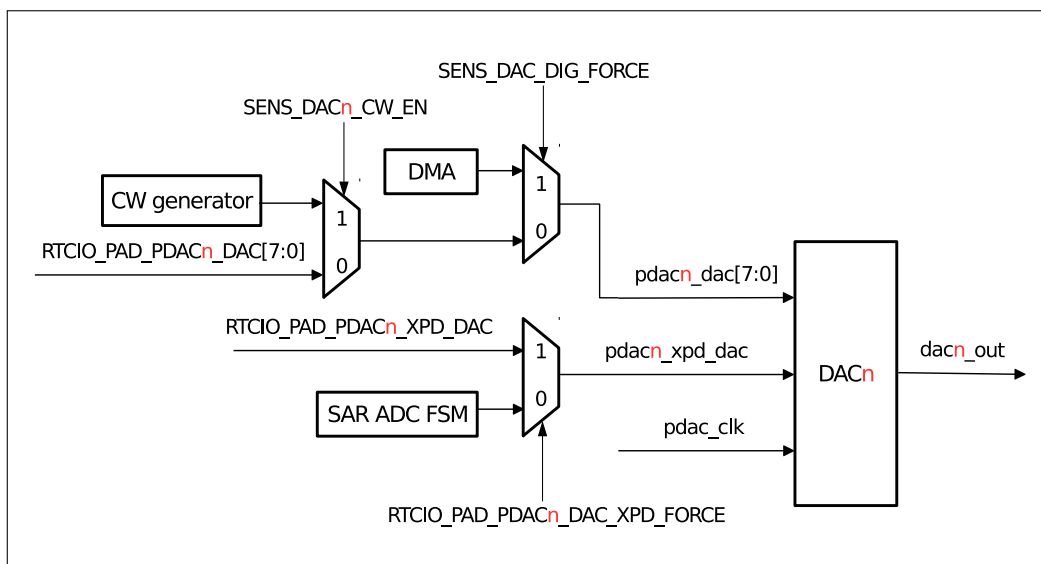 SENS_DAC_DIG_FORCE
SENS_DACn_CW_EN
DMA
CW generator
1
1
0
RTCIO_PAD_PDACn_DAC[7:0]
0
pdacn_dac[7:0]
RTCIO_PAD_PDACn_XPD_DAC
1
pdacn_xpd_dac
dacn_out
DACn
0
SAR ADC FSM
pdac_clk
RTCIO_PAD_PDACn_DAC_XPD_FORCE